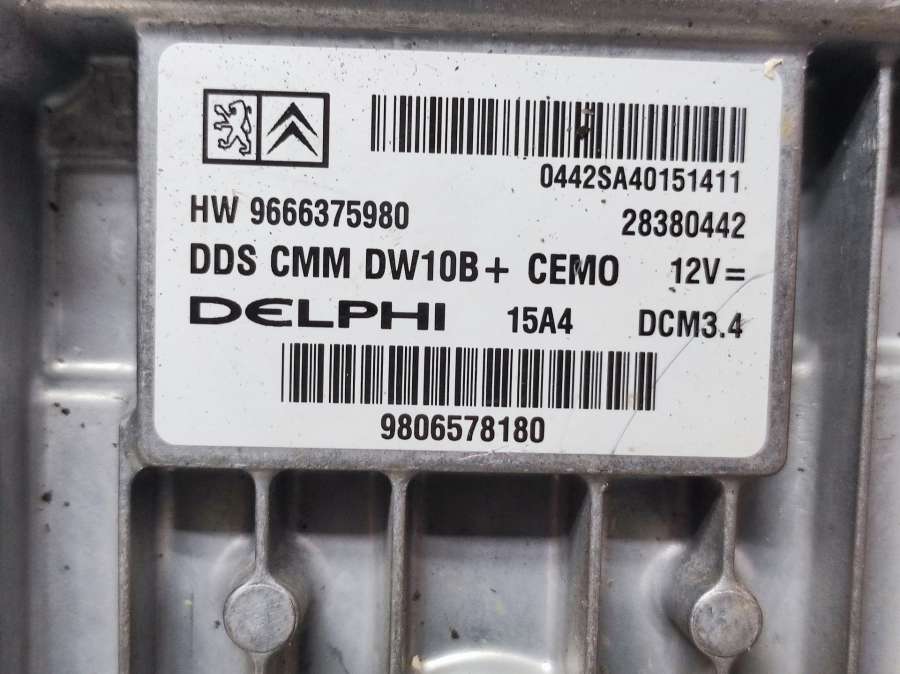 0442SA40151411
HW 9666375980 28380442
DDS CMM DW10B+ CEMO 12V=
DELPHI 15A4 DCM3.4
9806578180